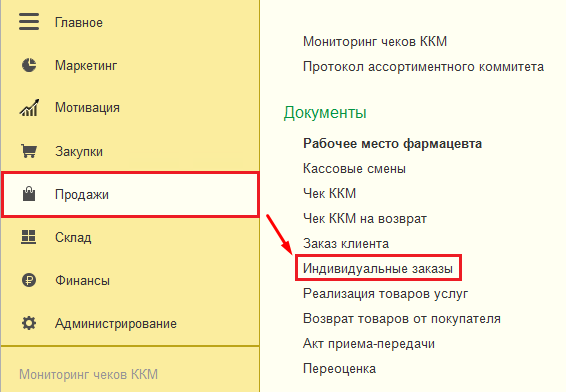 Главное
Маркетинг
Мотивация
Закупки
Продажи
Склад
Финансы
Администрирование
Мониторинг чеков ККМ
Мониторинг чеков ККМ
Протокол ассортиментного коммитета
Документы
Рабочее место фармацевта
Кассовые смены
Чек ККМ
Чек ККМ на возврат
Заказ клиента
Индивидуальные заказы
Реализация товаров услуг
Возврат товаров от покупателя
Акт приема-передачи
Переоценка